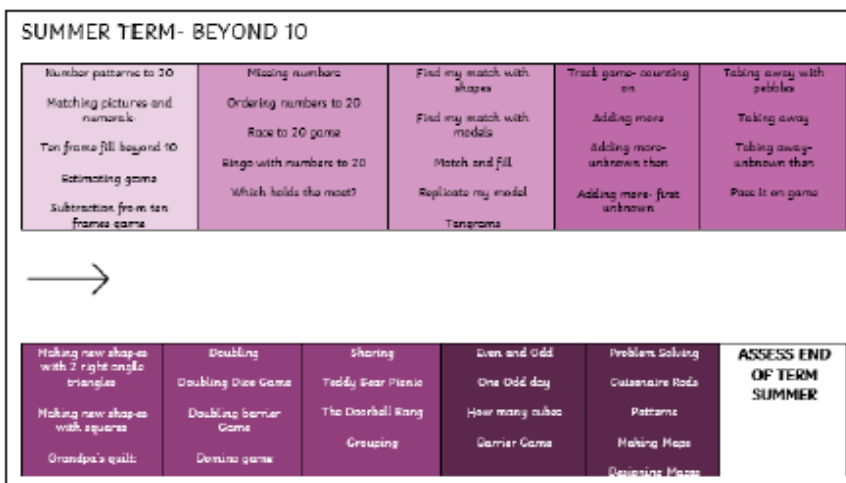 SUMMER TERM- BEYOND 10
Number patterns to 20
Matching pictures and
numerals
Ten frame fill beyond 10
Estimating game
Subtraction from ten
frames game
Missing numbers
Ordering numbers to 20
Race to 20 game
Bingo with numbers to 20
Which holds the most?
Find my match with
shapes
Find my match with
models
Match and fill
Replicate my model
Tangrams
Track game- counting
on
Adding more
Adding more-
unknown then
Adding more- first
unknown
Taking away with
pebbles
Taking away
Taking away-
unknown then
Pass it on game
Making new shapes
with 2 right angle
triangles
Making new shapes
with squares
Grandpa's quilt
Doubling
Doubling Dice Game
Doubling barrier
Game
Domino game
Sharing
Teddy Bear Picnic
The Doorbell Rang
Grouping
Even and Odd
One Odd day
How many cubes
Barrier Game
Problem Solving
Cuisenaire Rods
Patterns
Making Maps
Designing Mazes
ASSESS END
OF TERM
SUMMER